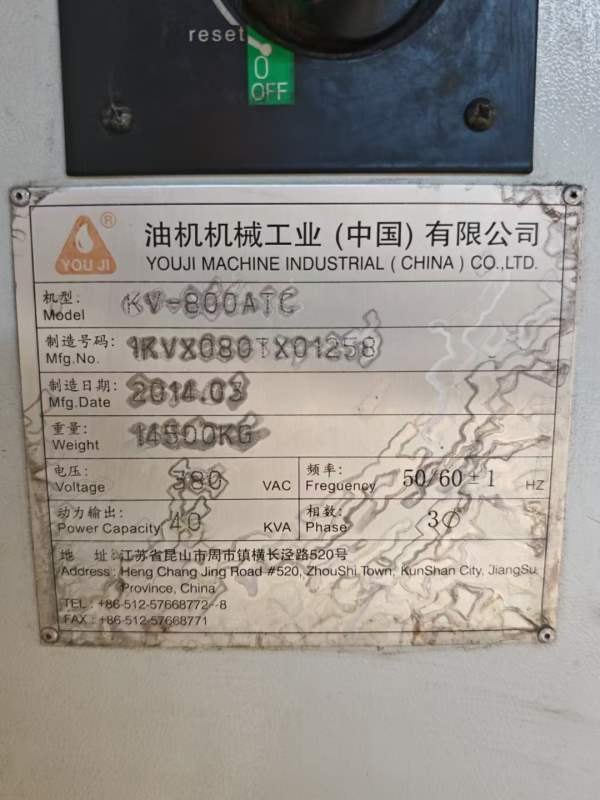 reset
0
OFF
®
YOU JI
油机机械工业 (中国) 有限公司
YOUJI MACHINE INDUSTRIAL ( CHINA ) CO.,LTD.
机型:
Model KV-800ATC
制造号码:
Mfg.No. 1KVX080TX01258
制造日期:
Mfg.Date 2014.03
重量:
Weight 14500KG
电压: 频率:
Voltage 380 VAC Freguency 50/60±1 HZ
动力输出: 相数:
Power Capacity 40 KVA Phase 3∅
地 址:江苏省昆山市周市镇横长泾路520号
Address : Heng Chang Jing Road #520, ZhouShi Town, KunShan City, JiangSu
Province, China
TEL : +86-512-57668772--8
FAX : +86-512-57668771